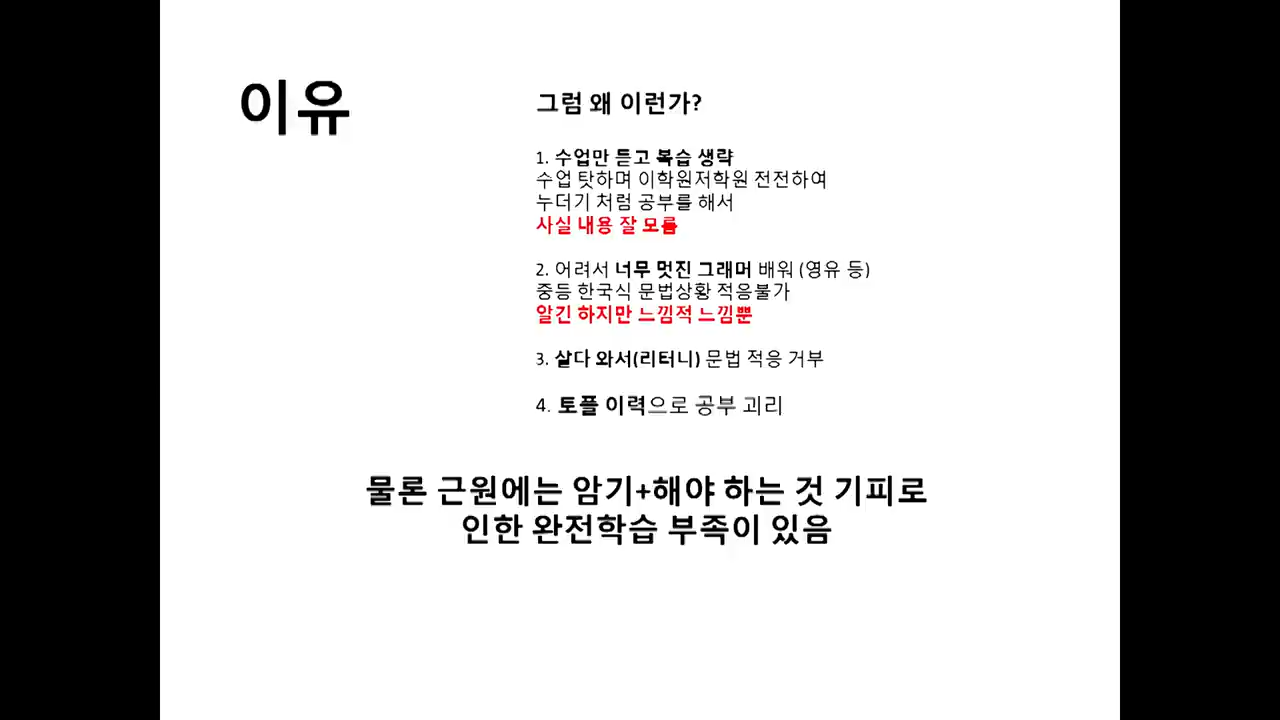 이유
그럼 왜 이런가?
1. 수업만 듣고 복습 생략
수업 탓하며 이학원저학원 전전하여
누더기 처럼 공부를 해서
사실 내용 잘 모름
2. 어려서 너무 멋진 그래머 배워 (영유 등)
중등 한국식 문법상황 적응불가
알긴 하지만 느낌적 느낌뿐
3. 살다 와서(리터니) 문법 적응 거부
4. 토플 이력으로 공부 괴리
물론 근원에는 암기+해야 하는 것 기피로
인한 완전학습 부족이 있음